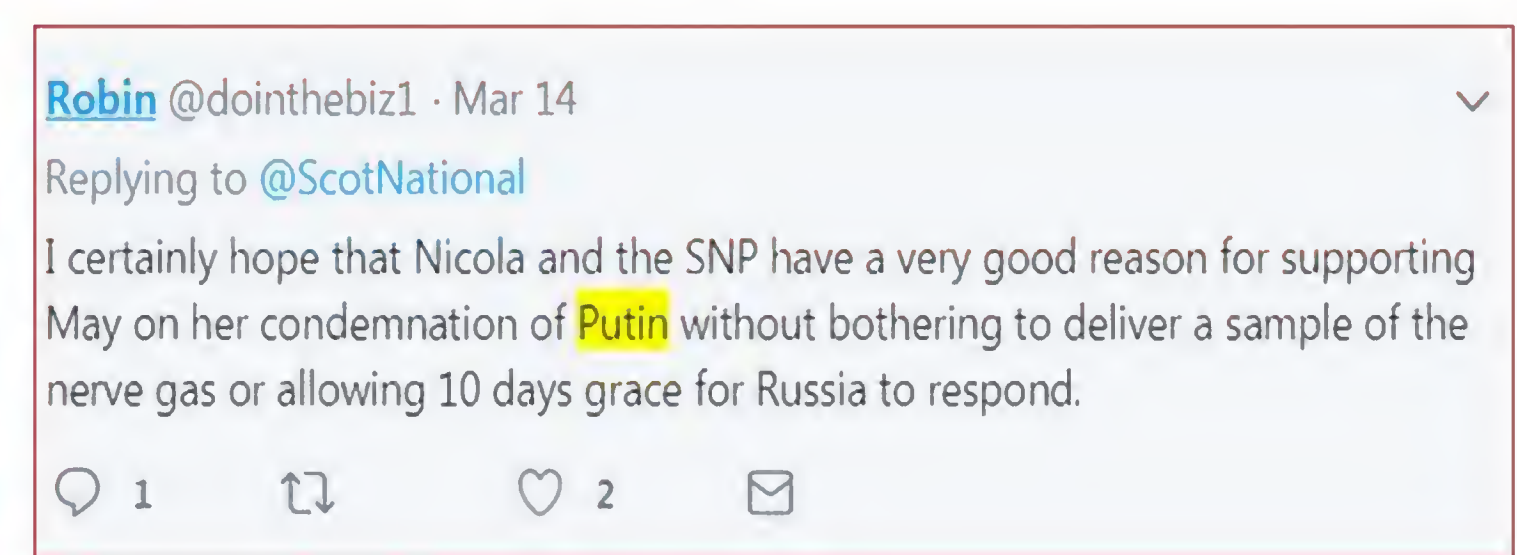 Robin @dointhebiz1 · Mar 14
Replying to @ScotNational
I certainly hope that Nicola and the SNP have a very good reason for supporting
May on her condemnation of Putin without bothering to deliver a sample of the
nerve gas or allowing 10 days grace for Russia to respond.
1 2